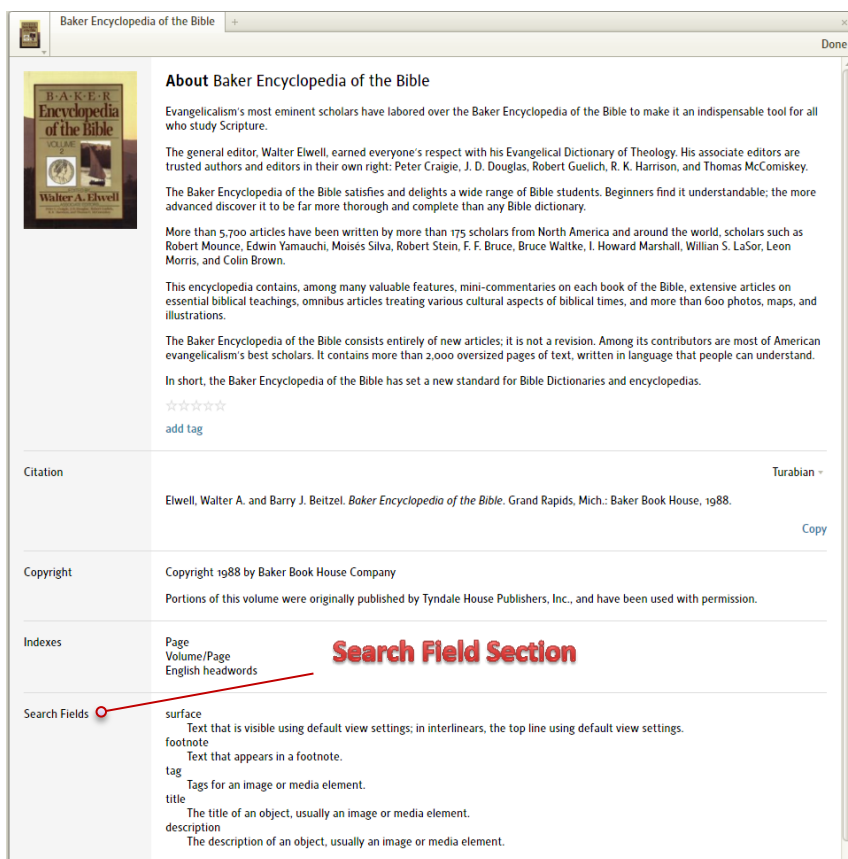 Baker Encyclopedia of the Bible
+
×
Done
B·A·K·E·R
Encyclopedia
of the Bible
VOLUME
2
Walter A. Elwell
About Baker Encyclopedia of the Bible
Evangelicalism's most eminent scholars have labored over the Baker Encyclopedia of the Bible to make it an indispensable tool for all
who study Scripture.
The general editor, Walter Elwell, earned everyone's respect with his Evangelical Dictionary of Theology. His associate editors are
trusted authors and editors in their own right: Peter Craigie, J. D. Douglas, Robert Guelich, R. K. Harrison, and Thomas McComiskey.
The Baker Encyclopedia of the Bible satisfies and delights a wide range of Bible students. Beginners find it understandable; the more
advanced discover it to be far more thorough and complete than any Bible dictionary.
More than 5,700 articles have been written by more than 175 scholars from North America and around the world, scholars such as
Robert Mounce, Edwin Yamauchi, Moisés Silva, Robert Stein, F. F. Bruce, Bruce Waltke, I. Howard Marshall, Willian S. LaSor, Leon
Morris, and Colin Brown.
This encyclopedia contains, among many valuable features, mini-commentaries on each book of the Bible, extensive articles on
essential biblical teachings, omnibus articles treating various cultural aspects of biblical times, and more than 600 photos, maps, and
illustrations.
The Baker Encyclopedia of the Bible consists entirely of new articles; it is not a revision. Among its contributors are most of American
evangelicalism's best scholars. It contains more than 2,000 oversized pages of text, written in language that people can understand.
In short, the Baker Encyclopedia of the Bible has set a new standard for Bible Dictionaries and encyclopedias.
add tag
Citation
Turabian
Elwell, Walter A. and Barry J. Beitzel. Baker Encyclopedia of the Bible. Grand Rapids, Mich.: Baker Book House, 1988.
Copy
Copyright
Copyright 1988 by Baker Book House Company
Portions of this volume were originally published by Tyndale House Publishers, Inc., and have been used with permission.
Indexes
Page
Volume/Page
English headwords
Search Field Section
Search Fields
surface
Text that is visible using default view settings; in interlinears, the top line using default view settings.
footnote
Text that appears in a footnote.
tag
Tags for an image or media element.
title
The title of an object, usually an image or media element.
description
The description of an object, usually an image or media element.